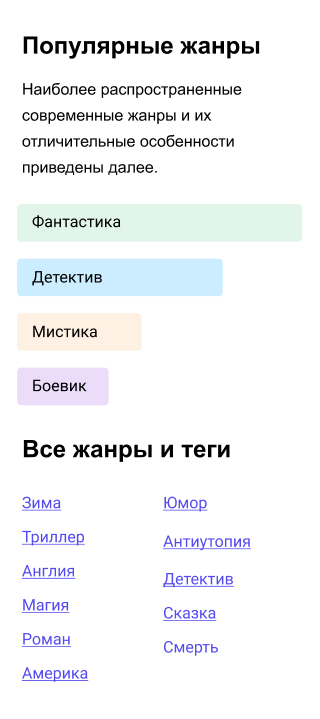 Популярные жанры
Наиболее распространенные
современные жанры и их
отличительные особенности
приведены далее.
Фантастика
Детектив
Мистика
Боевик
Все жанры и теги
Зима
Триллер
Англия
Магия
Роман
Америка
Юмор
Антиутопия
Детектив
Сказка
Смерть